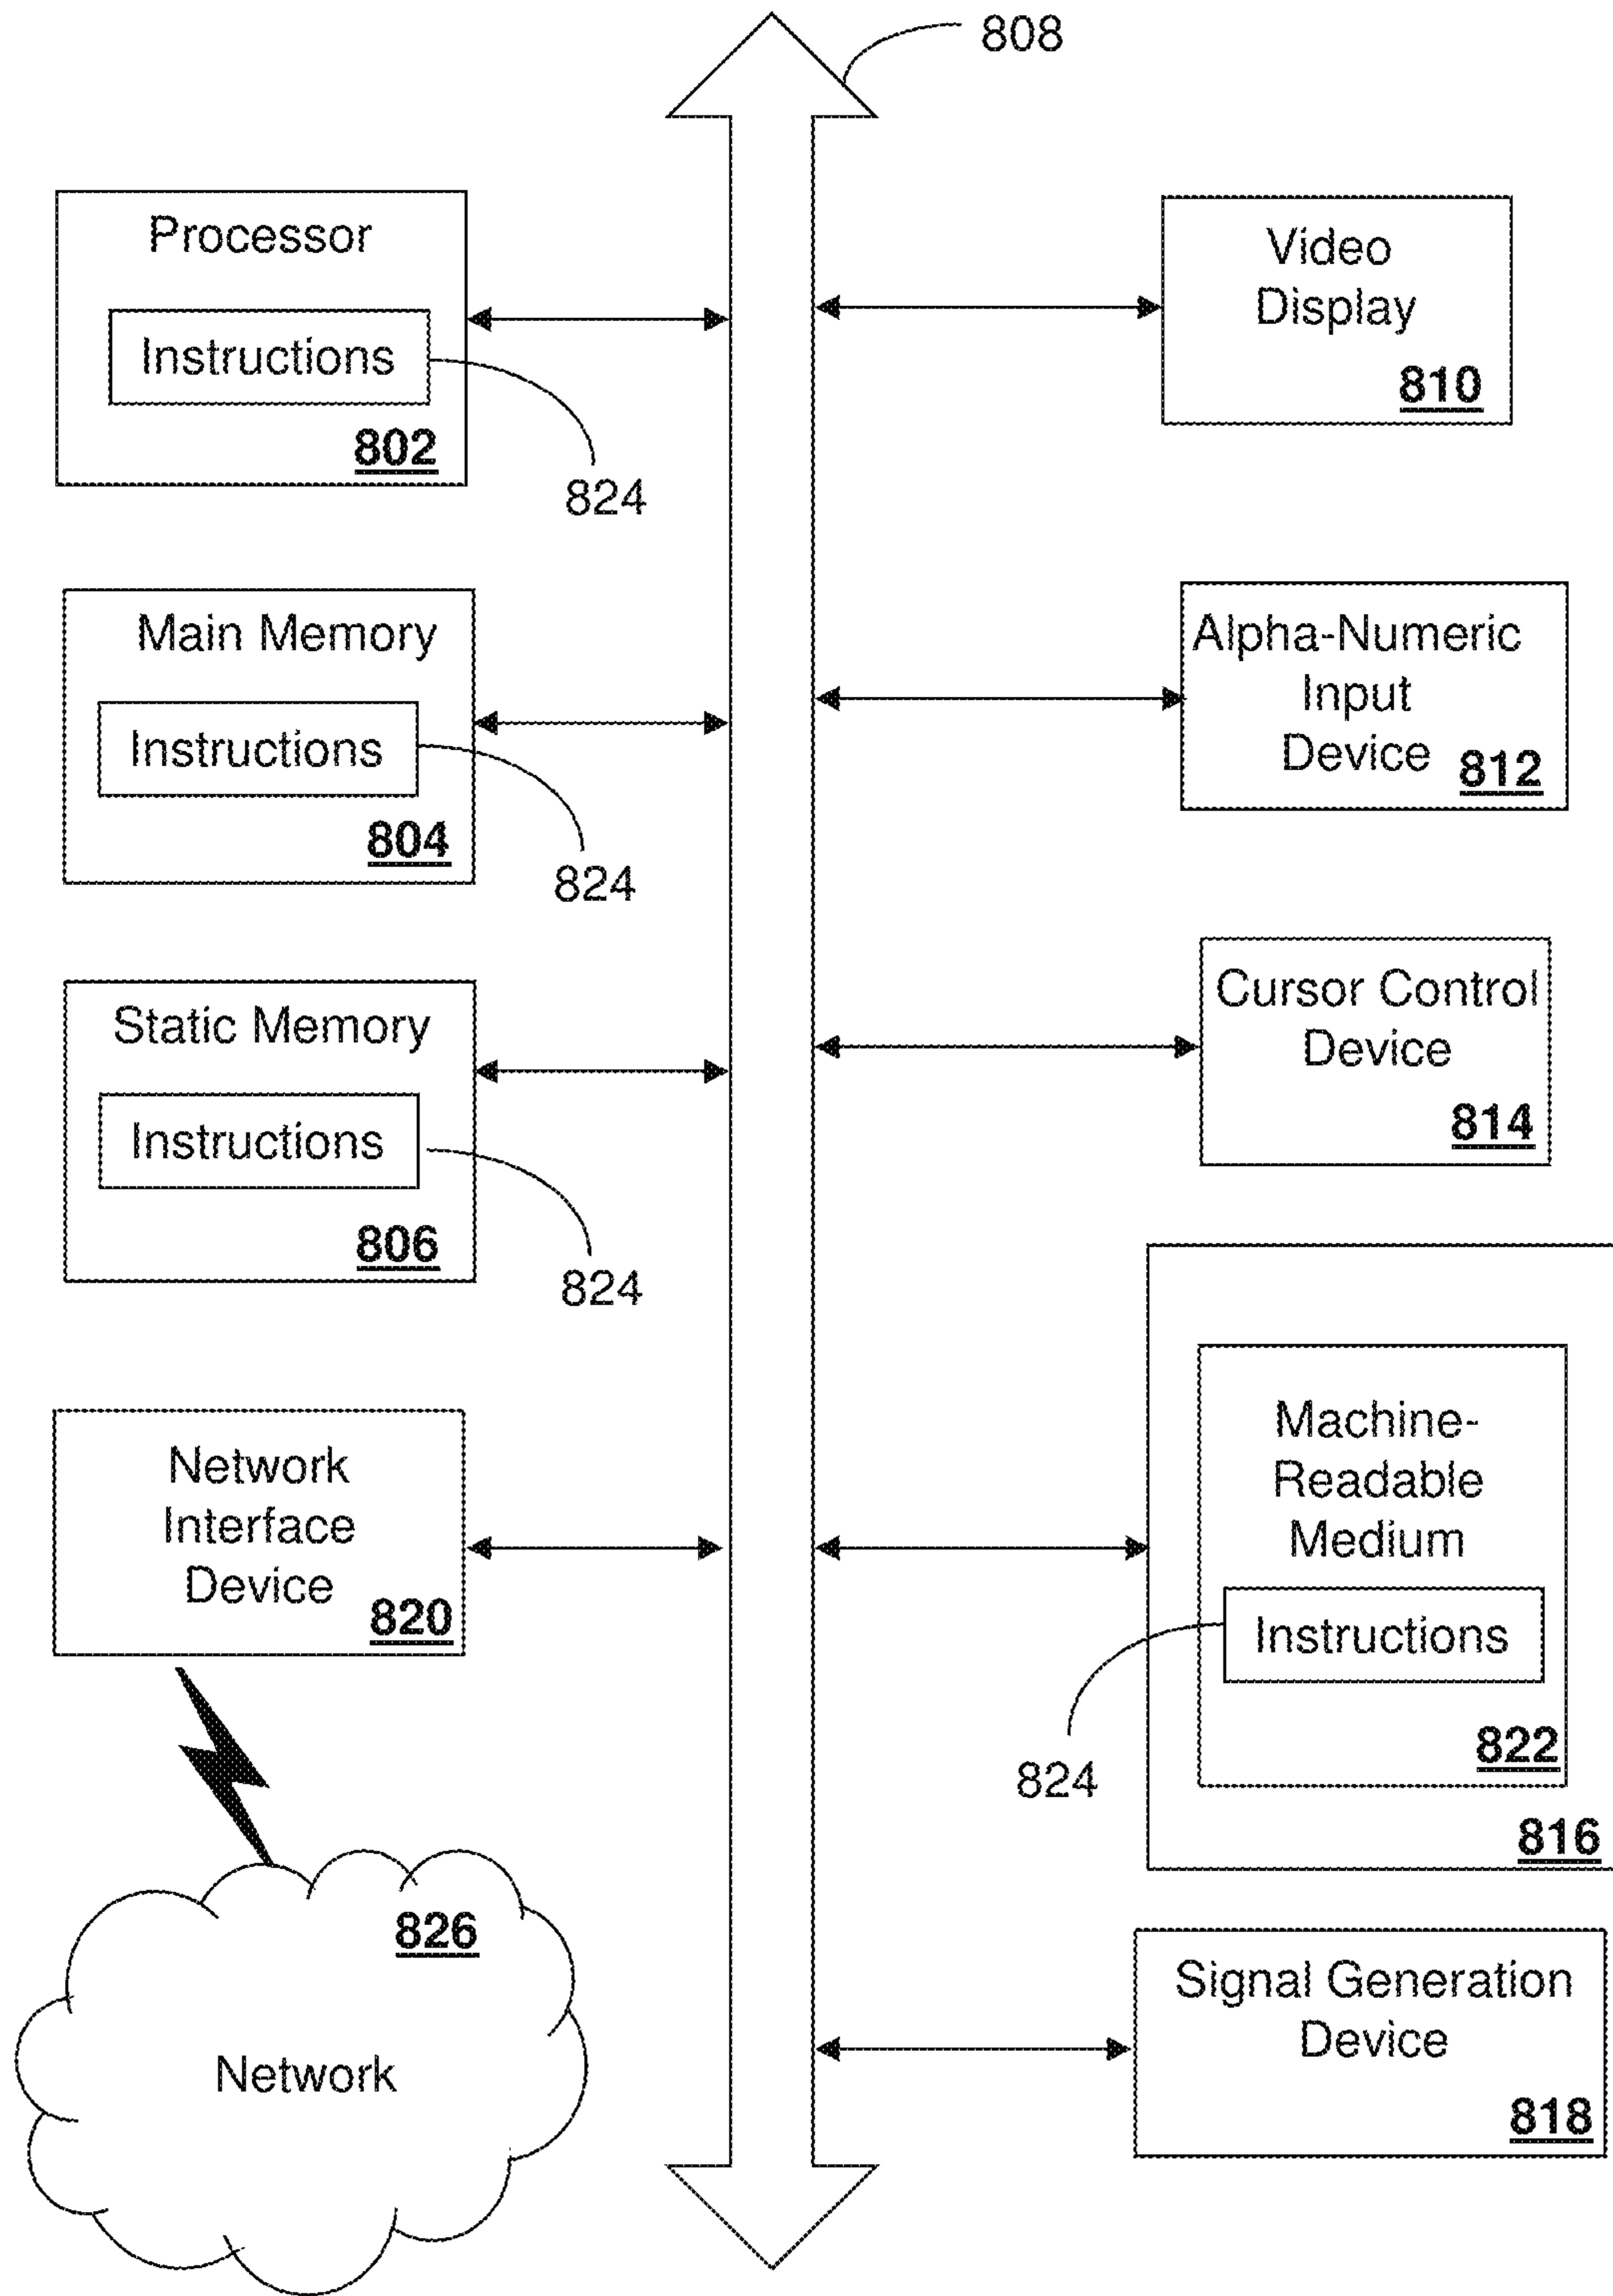 808
Processor
Instructions
802
824
Main Memory
Instructions
804
824
Static Memory
Instructions
806
824
Network
Interface
Device
820
826
Network
Video
Display
810
Alpha-Numeric
Input
Device
812
Cursor Control
Device
814
Machine-
Readable
Medium
Instructions
822
824
816
Signal Generation
Device
818